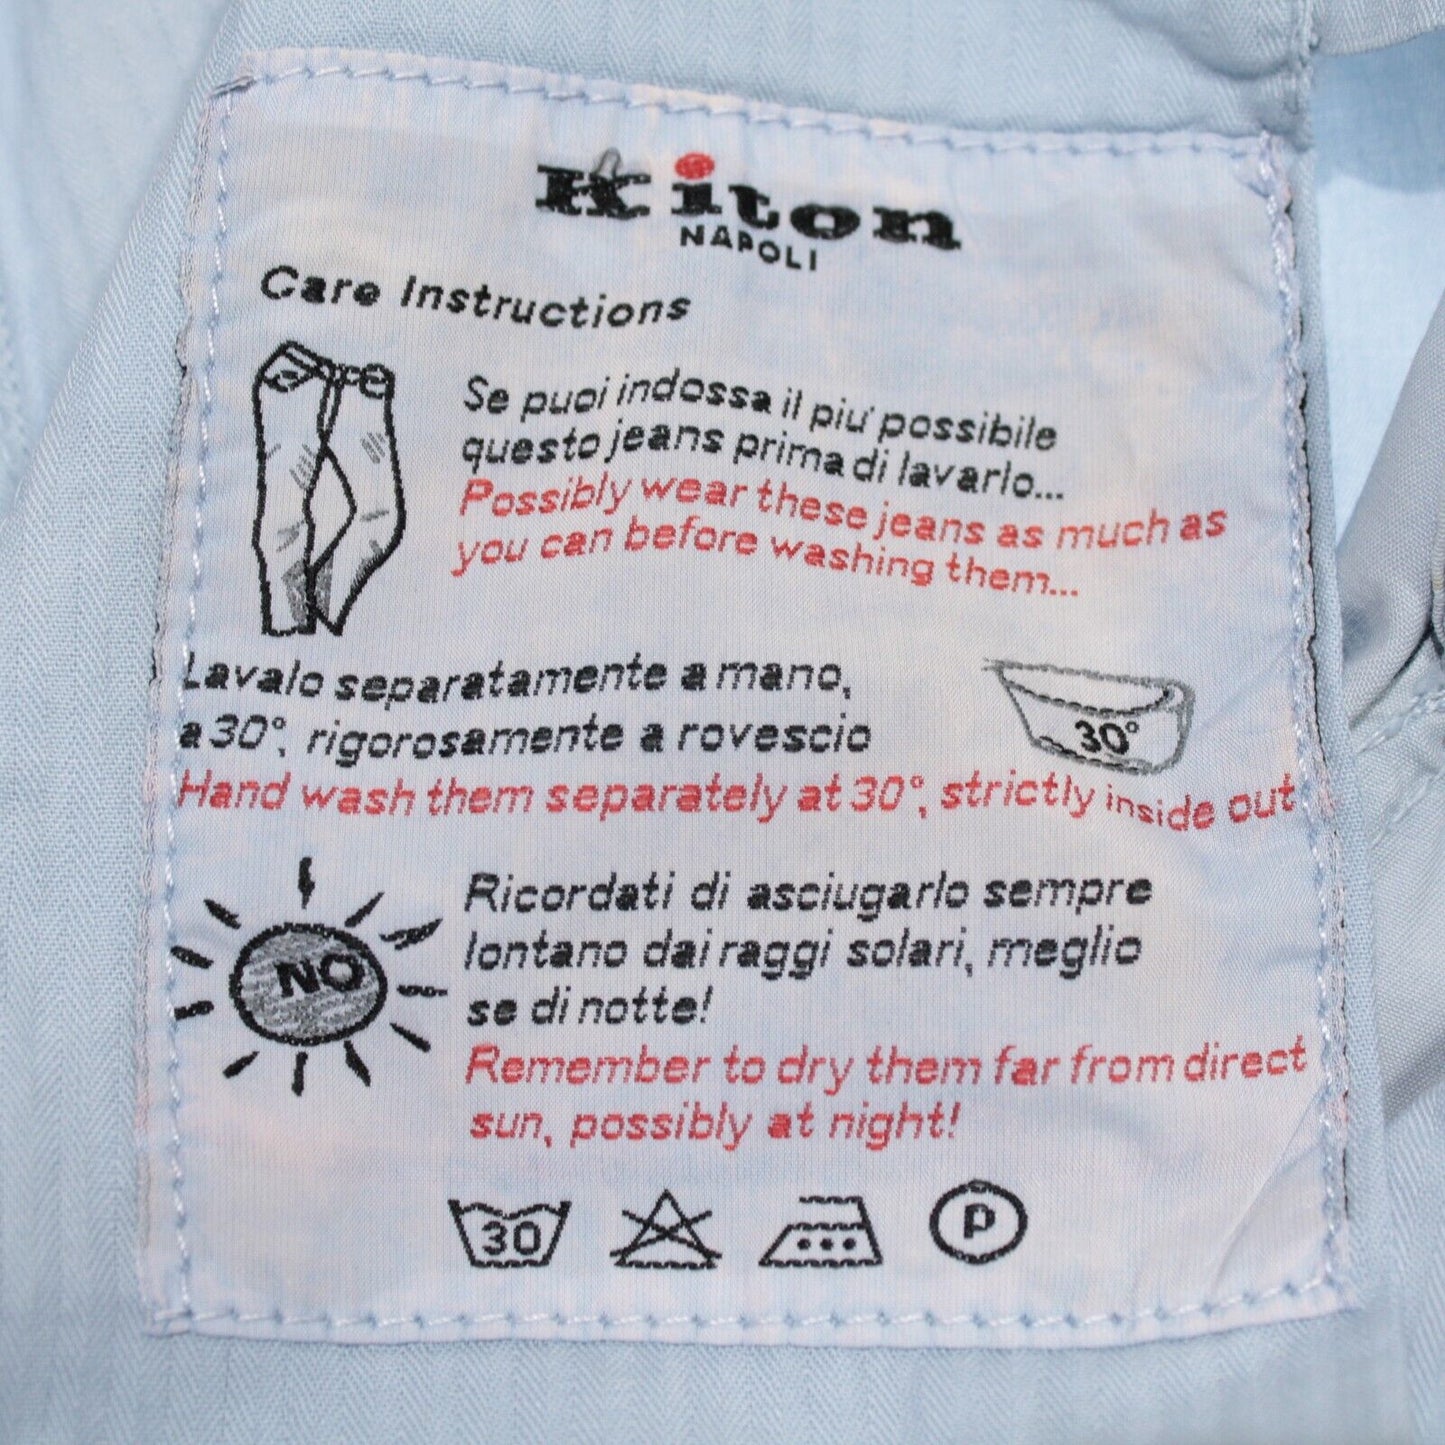 Kiton
NAPOLI
Care Instructions
Se puoi indossa il piu' possibile
questo jeans prima di lavarlo...
Possibly wear these jeans as much as
you can before washing them...
Lavalo separatamente a mano,
a 30°, rigorosamente a rovescio
30°
Hand wash them separately at 30°, strictly inside out
NO
Ricordati di asciugarlo sempre
lontano dai raggi solari, meglio
se di notte!
Remember to dry them far from direct
sun, possibly at night!
30
P